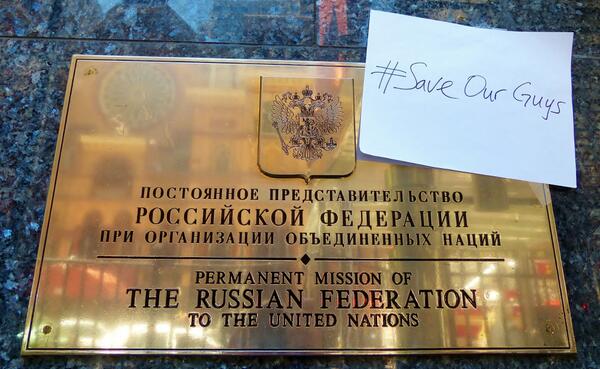 #Save Our Guys
ПОСТОЯННОЕ ПРЕДСТАВИТЕЛЬСТВО
РОССИЙСКОЙ ФЕДЕРАЦИИ
ПРИ ОРГАНИЗАЦИИ ОБЪЕДИНЕННЫХ НАЦИЙ
PERMANENT MISSION OF
THE RUSSIAN FEDERATION
TO THE UNITED NATIONS